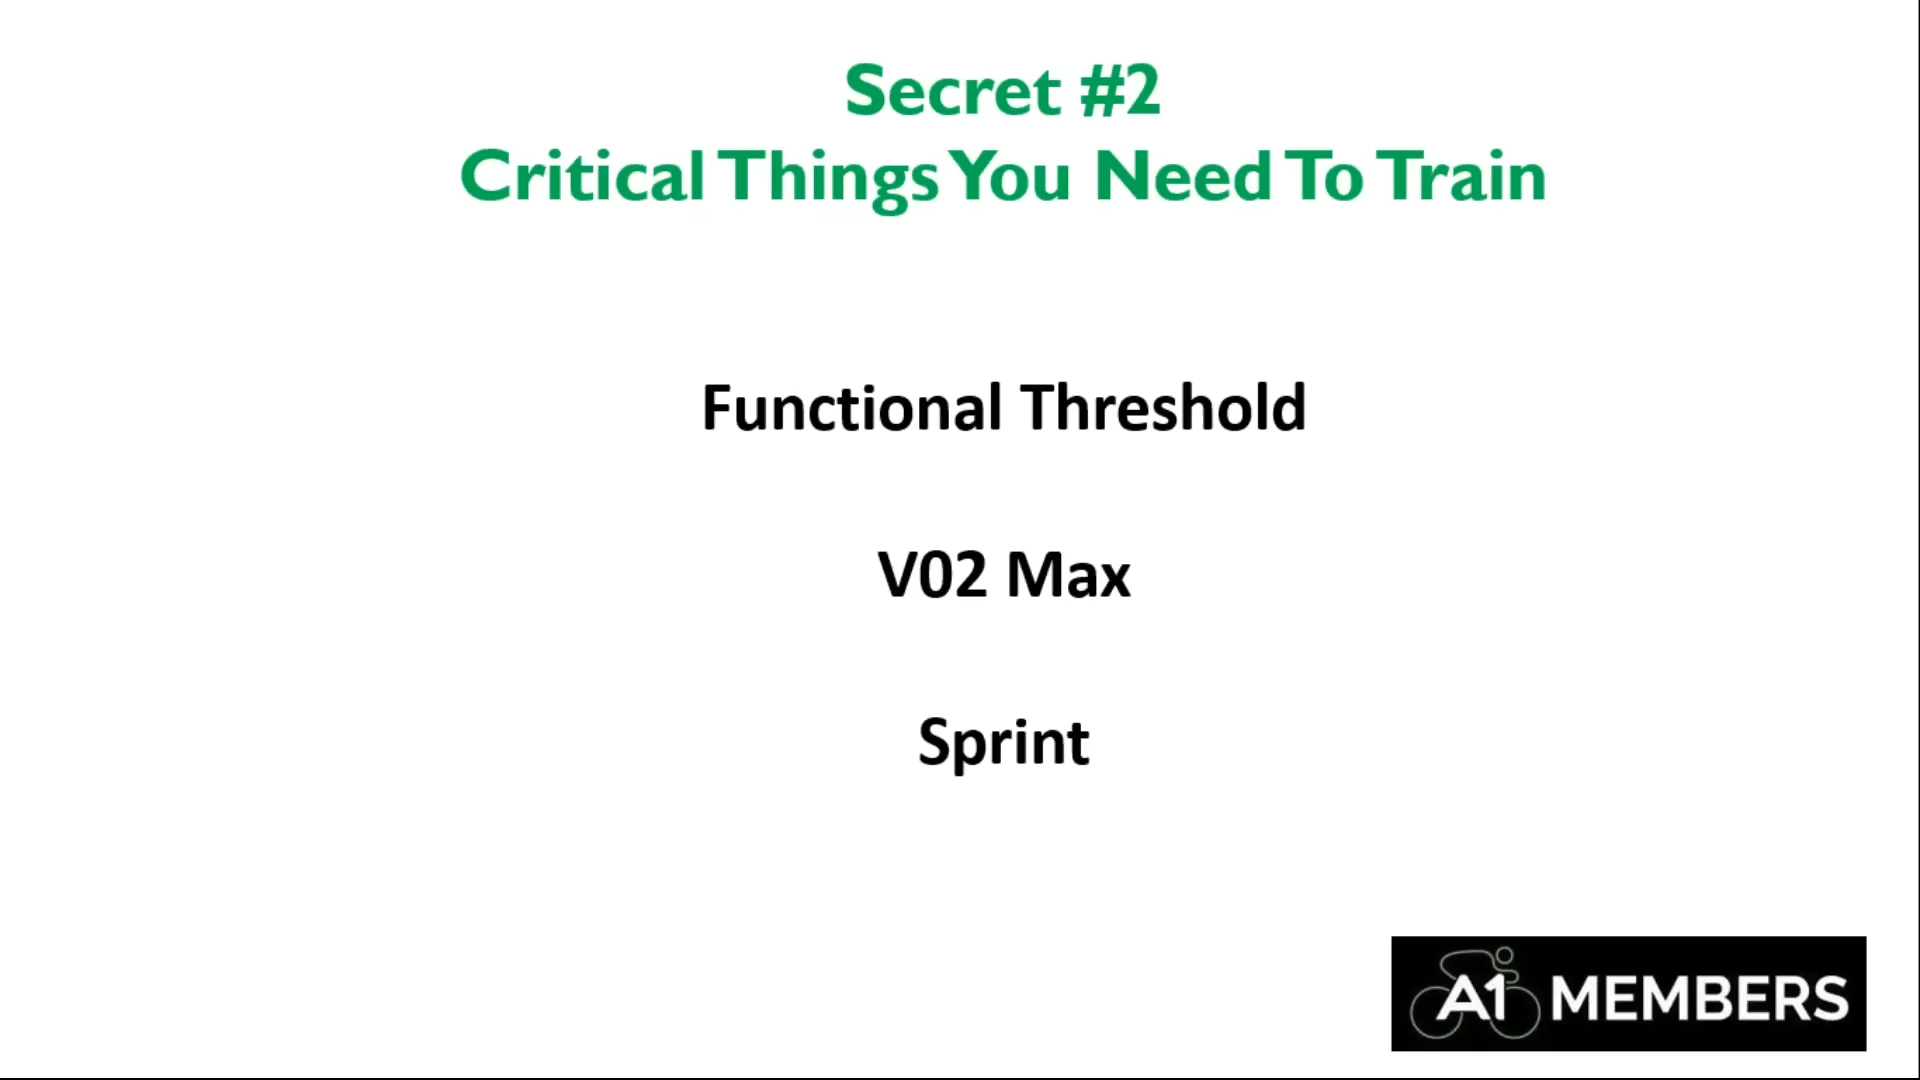 Secret #2
Critical Things You Need To Train
Functional Threshold
V02 Max
Sprint
A1 MEMBERS